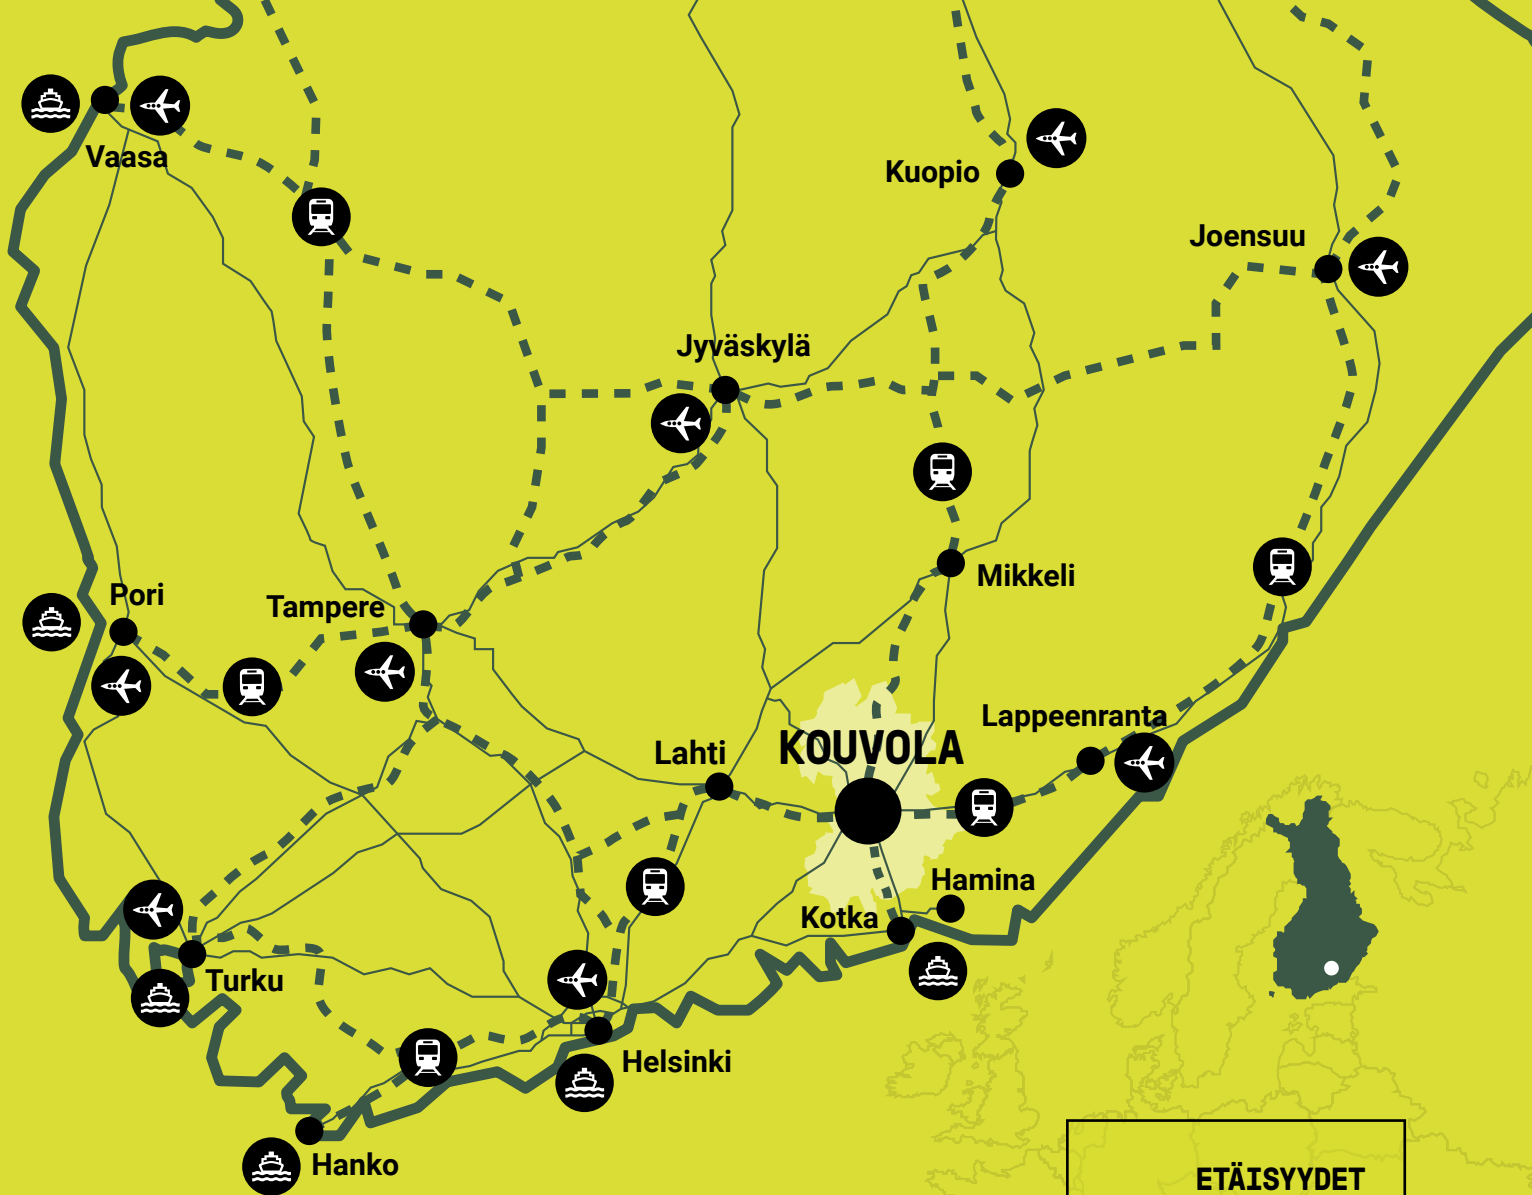 Vaasa
Kuopio
Joensuu
Jyväskylä
Mikkeli
Pori
Tampere
Lappeenranta
Lahti
KOUVOLA
Hamina
Kotka
Turku
Helsinki
Hanko
ETÄISYYDET